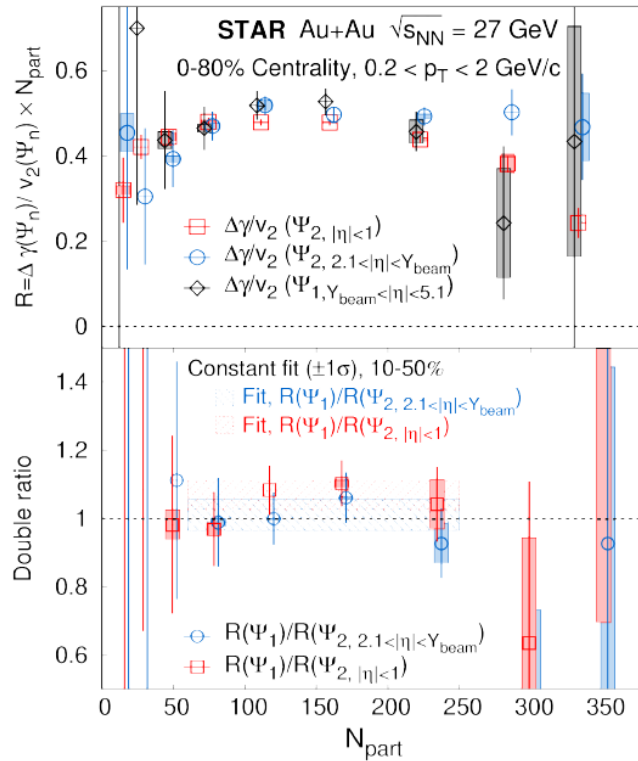 STAR Au+Au √sNN = 27 GeV
0-80% Centrality, 0.2 < pT < 2 GeV/c
R=Δ γ(Ψn)/ v2(Ψn) × Npart
0.6
0.4
0.2
0
Δγ/v2 (Ψ2, |η|<1)
Δγ/v2 (Ψ2, 2.1<|η|<Ybeam)
Δγ/v2 (Ψ1,Ybeam<|η|<5.1)
Constant fit (±1σ), 10-50%
Fit, R(Ψ1)/R(Ψ2, 2.1<|η|<Ybeam)
Fit, R(Ψ1)/R(Ψ2, |η|<1)
Double ratio
1.4
1.2
1
0.8
0.6
R(Ψ1)/R(Ψ2, 2.1<|η|<Ybeam)
R(Ψ1)/R(Ψ2, |η|<1)
0 50 100 150 200 250 300 350
Npart